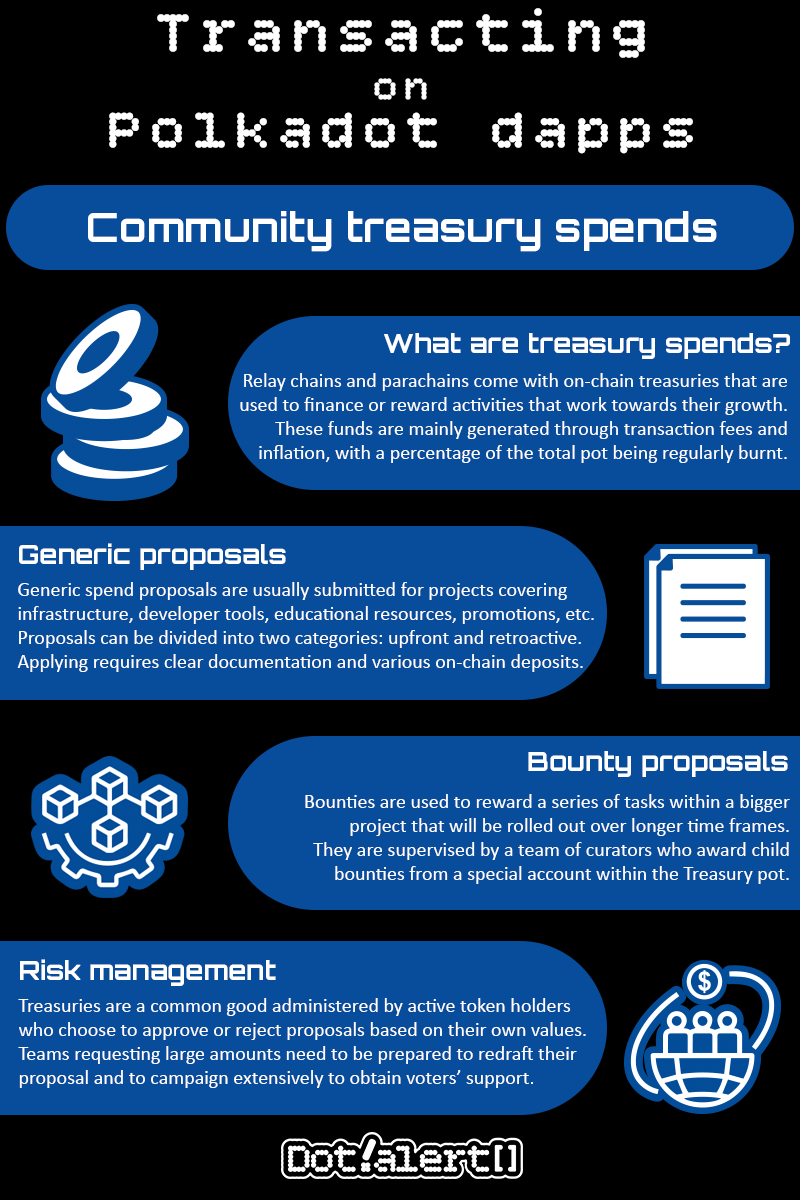 Transacting
on
Polkadot dapps
Community treasury spends
What are treasury spends?
Relay chains and parachains come with on-chain treasuries that are
used to finance or reward activities that work towards their growth.
These funds are mainly generated through transaction fees and
inflation, with a percentage of the total pot being regularly burnt.
Generic proposals
Generic spend proposals are usually submitted for projects covering
infrastructure, developer tools, educational resources, promotions, etc.
Proposals can be divided into two categories: upfront and retroactive.
Applying requires clear documentation and various on-chain deposits.
Bounty proposals
Bounties are used to reward a series of tasks within a bigger
project that will be rolled out over longer time frames.
They are supervised by a team of curators who award child
bounties from a special account within the Treasury pot.
Risk management
Treasuries are a common good administered by active token holders
who choose to approve or reject proposals based on their own values.
Teams requesting large amounts need to be prepared to redraft their
proposal and to campaign extensively to obtain voters’ support.
$
Dot!alert[]